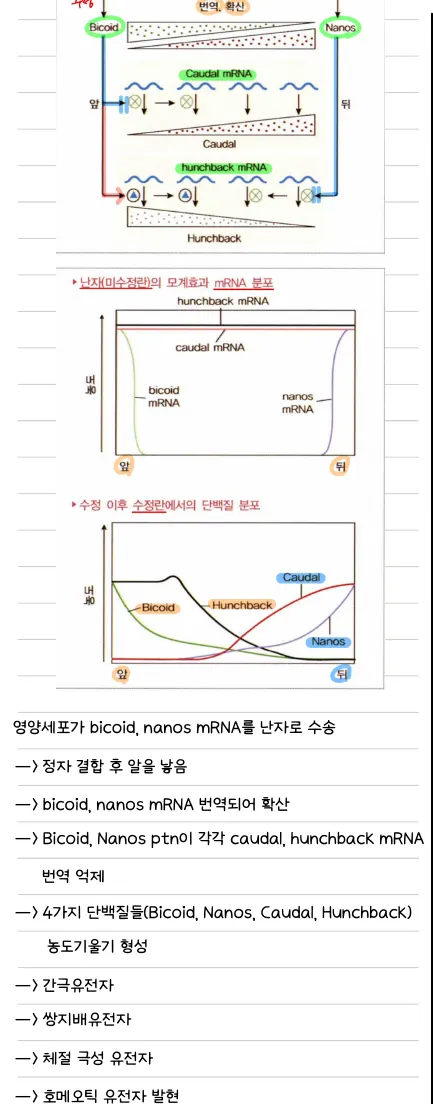 번역, 확산
Bicoid
Nanos
Caudal mRNA
앞
뒤
Caudal
hunchback mRNA
Hunchback
▸ 난자(미수정란)의 모계효과 mRNA 분포
hunchback mRNA
caudal mRNA
농도
bicoid
mRNA
nanos
mRNA
앞
뒤
▸ 수정 이후 수정란에서의 단백질 분포
농도
Caudal
Bicoid
Hunchback
Nanos
앞
뒤
영양세포가 bicoid, nanos mRNA를 난자로 수송
—> 정자 결합 후 알을 낳음
—> bicoid, nanos mRNA 번역되어 확산
—> Bicoid, Nanos ptn이 각각 caudal, hunchback mRNA
번역 억제
—> 4가지 단백질들(Bicoid, Nanos, Caudal, Hunchback)
농도기울기 형성
—> 간극유전자
—> 쌍지배유전자
—> 체절 극성 유전자
—> 호메오틱 유전자 발현